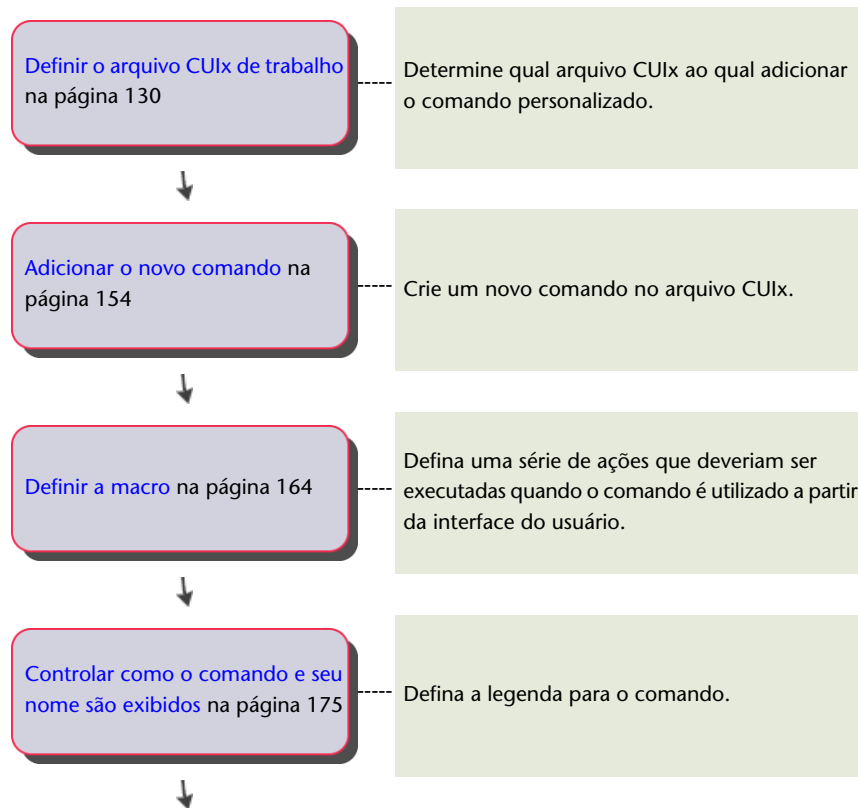 Definir o arquivo CUIx de trabalho
na página 130
Determine qual arquivo CUIx ao qual adicionar
o comando personalizado.
Adicionar o novo comando na
página 154
Crie um novo comando no arquivo CUIx.
Definir a macro na página 164
Defina uma série de ações que deveriam ser
executadas quando o comando é utilizado a partir
da interface do usuário.
Controlar como o comando e seu
nome são exibidos na página 175
Defina a legenda para o comando.